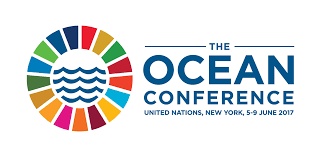 THE
OCEAN
CONFERENCE
UNITED NATIONS, NEW YORK, 5-9 JUNE 2017